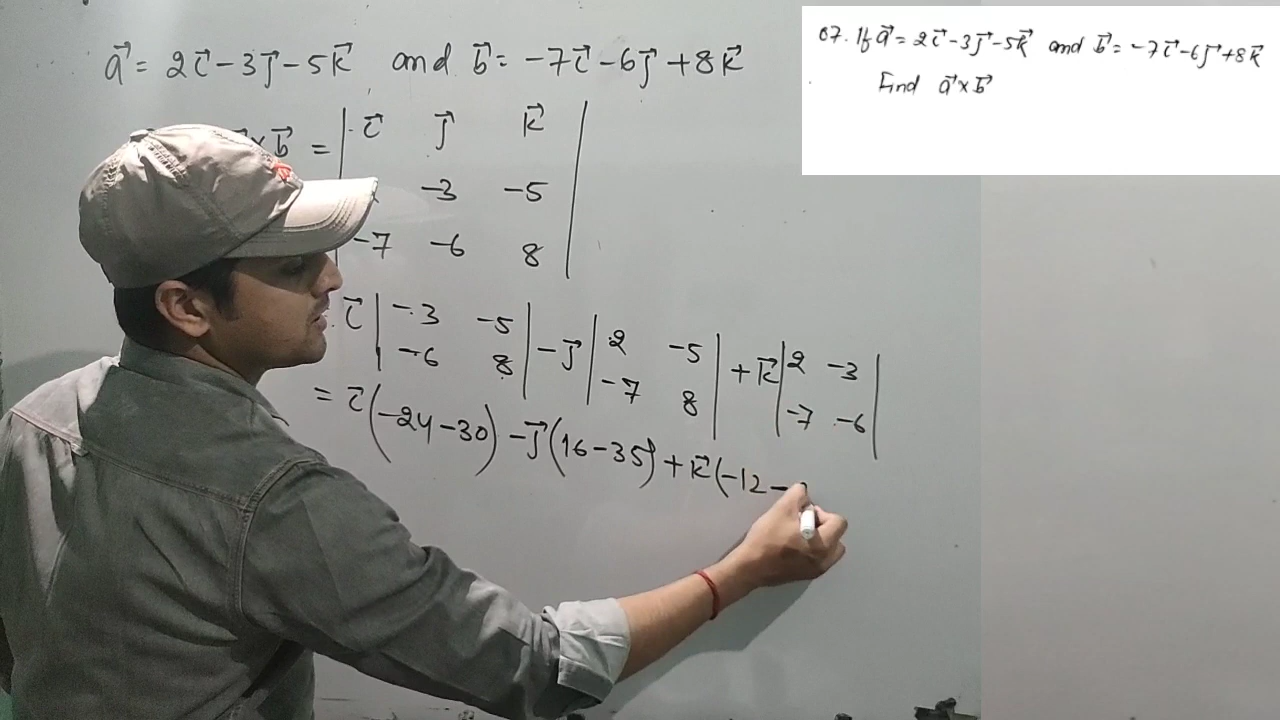 a⃗ = 2i⃗ - 3j⃗ - 5k⃗ and b⃗ = -7i⃗ - 6j⃗ + 8k⃗
07. If a⃗ = 2i⃗ - 3j⃗ - 5k⃗ and b⃗ = -7i⃗ - 6j⃗ + 8k⃗
Find a⃗ × b⃗
×b⃗ = | i⃗ j⃗ k⃗ |
-3 -5
-7 -6 8
i⃗ | -3 -5 | - j⃗ | 2 -5 | + k⃗ | 2 -3 |
-6 8 -7 8 -7 -6
= i⃗ (-24 - 30) - j⃗ (16 - 35) + k⃗ (-12 -